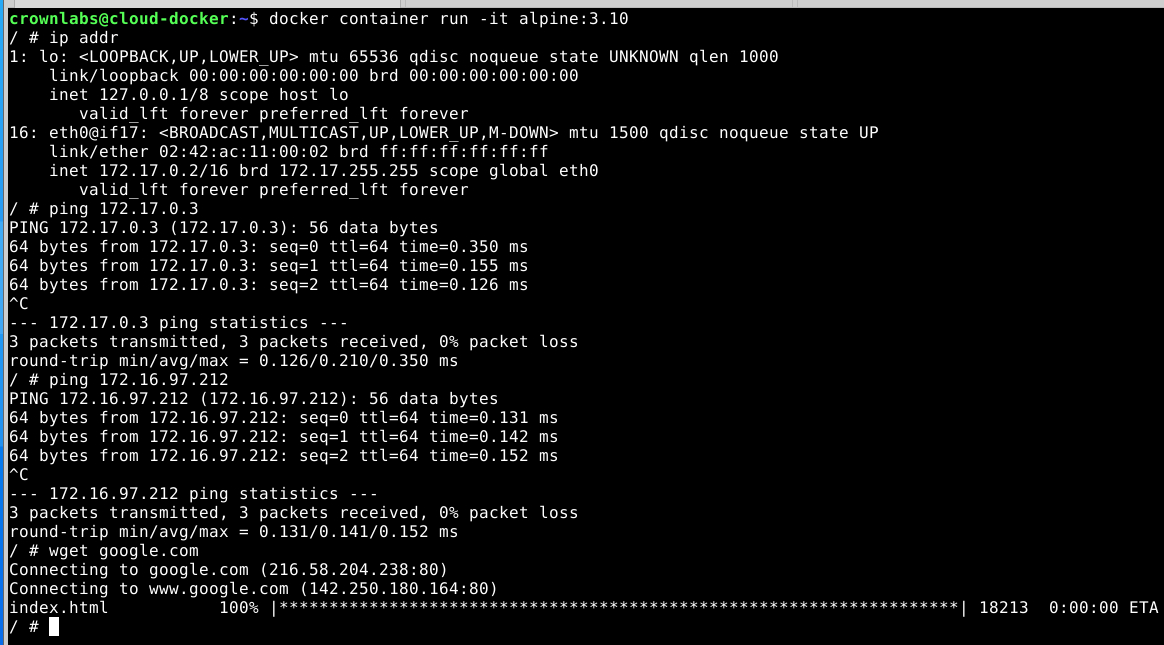 crownlabs@cloud-docker:~$ docker container run -it alpine:3.10
/ # ip addr
1: lo: <LOOPBACK,UP,LOWER_UP> mtu 65536 qdisc noqueue state UNKNOWN qlen 1000
    link/loopback 00:00:00:00:00:00 brd 00:00:00:00:00:00
    inet 127.0.0.1/8 scope host lo
       valid_lft forever preferred_lft forever
16: eth0@if17: <BROADCAST,MULTICAST,UP,LOWER_UP,M-DOWN> mtu 1500 qdisc noqueue state UP
    link/ether 02:42:ac:11:00:02 brd ff:ff:ff:ff:ff:ff
    inet 172.17.0.2/16 brd 172.17.255.255 scope global eth0
       valid_lft forever preferred_lft forever
/ # ping 172.17.0.3
PING 172.17.0.3 (172.17.0.3): 56 data bytes
64 bytes from 172.17.0.3: seq=0 ttl=64 time=0.350 ms
64 bytes from 172.17.0.3: seq=1 ttl=64 time=0.155 ms
64 bytes from 172.17.0.3: seq=2 ttl=64 time=0.126 ms
^C
--- 172.17.0.3 ping statistics ---
3 packets transmitted, 3 packets received, 0% packet loss
round-trip min/avg/max = 0.126/0.210/0.350 ms
/ # ping 172.16.97.212
PING 172.16.97.212 (172.16.97.212): 56 data bytes
64 bytes from 172.16.97.212: seq=0 ttl=64 time=0.131 ms
64 bytes from 172.16.97.212: seq=1 ttl=64 time=0.142 ms
64 bytes from 172.16.97.212: seq=2 ttl=64 time=0.152 ms
^C
--- 172.16.97.212 ping statistics ---
3 packets transmitted, 3 packets received, 0% packet loss
round-trip min/avg/max = 0.131/0.141/0.152 ms
/ # wget google.com
Connecting to google.com (216.58.204.238:80)
Connecting to www.google.com (142.250.180.164:80)
index.html           100% |********************************************************************| 18213  0:00:00 ETA
/ #